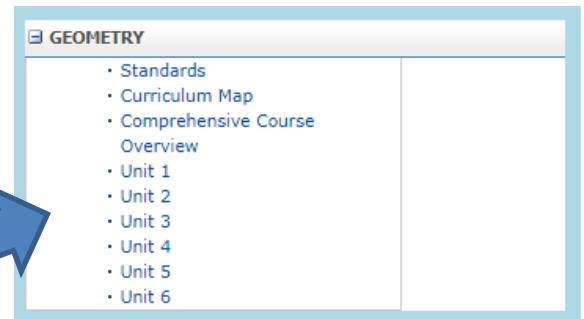 GEOMETRY
· Standards
· Curriculum Map
· Comprehensive Course
Overview
· Unit 1
· Unit 2
· Unit 3
· Unit 4
· Unit 5
· Unit 6